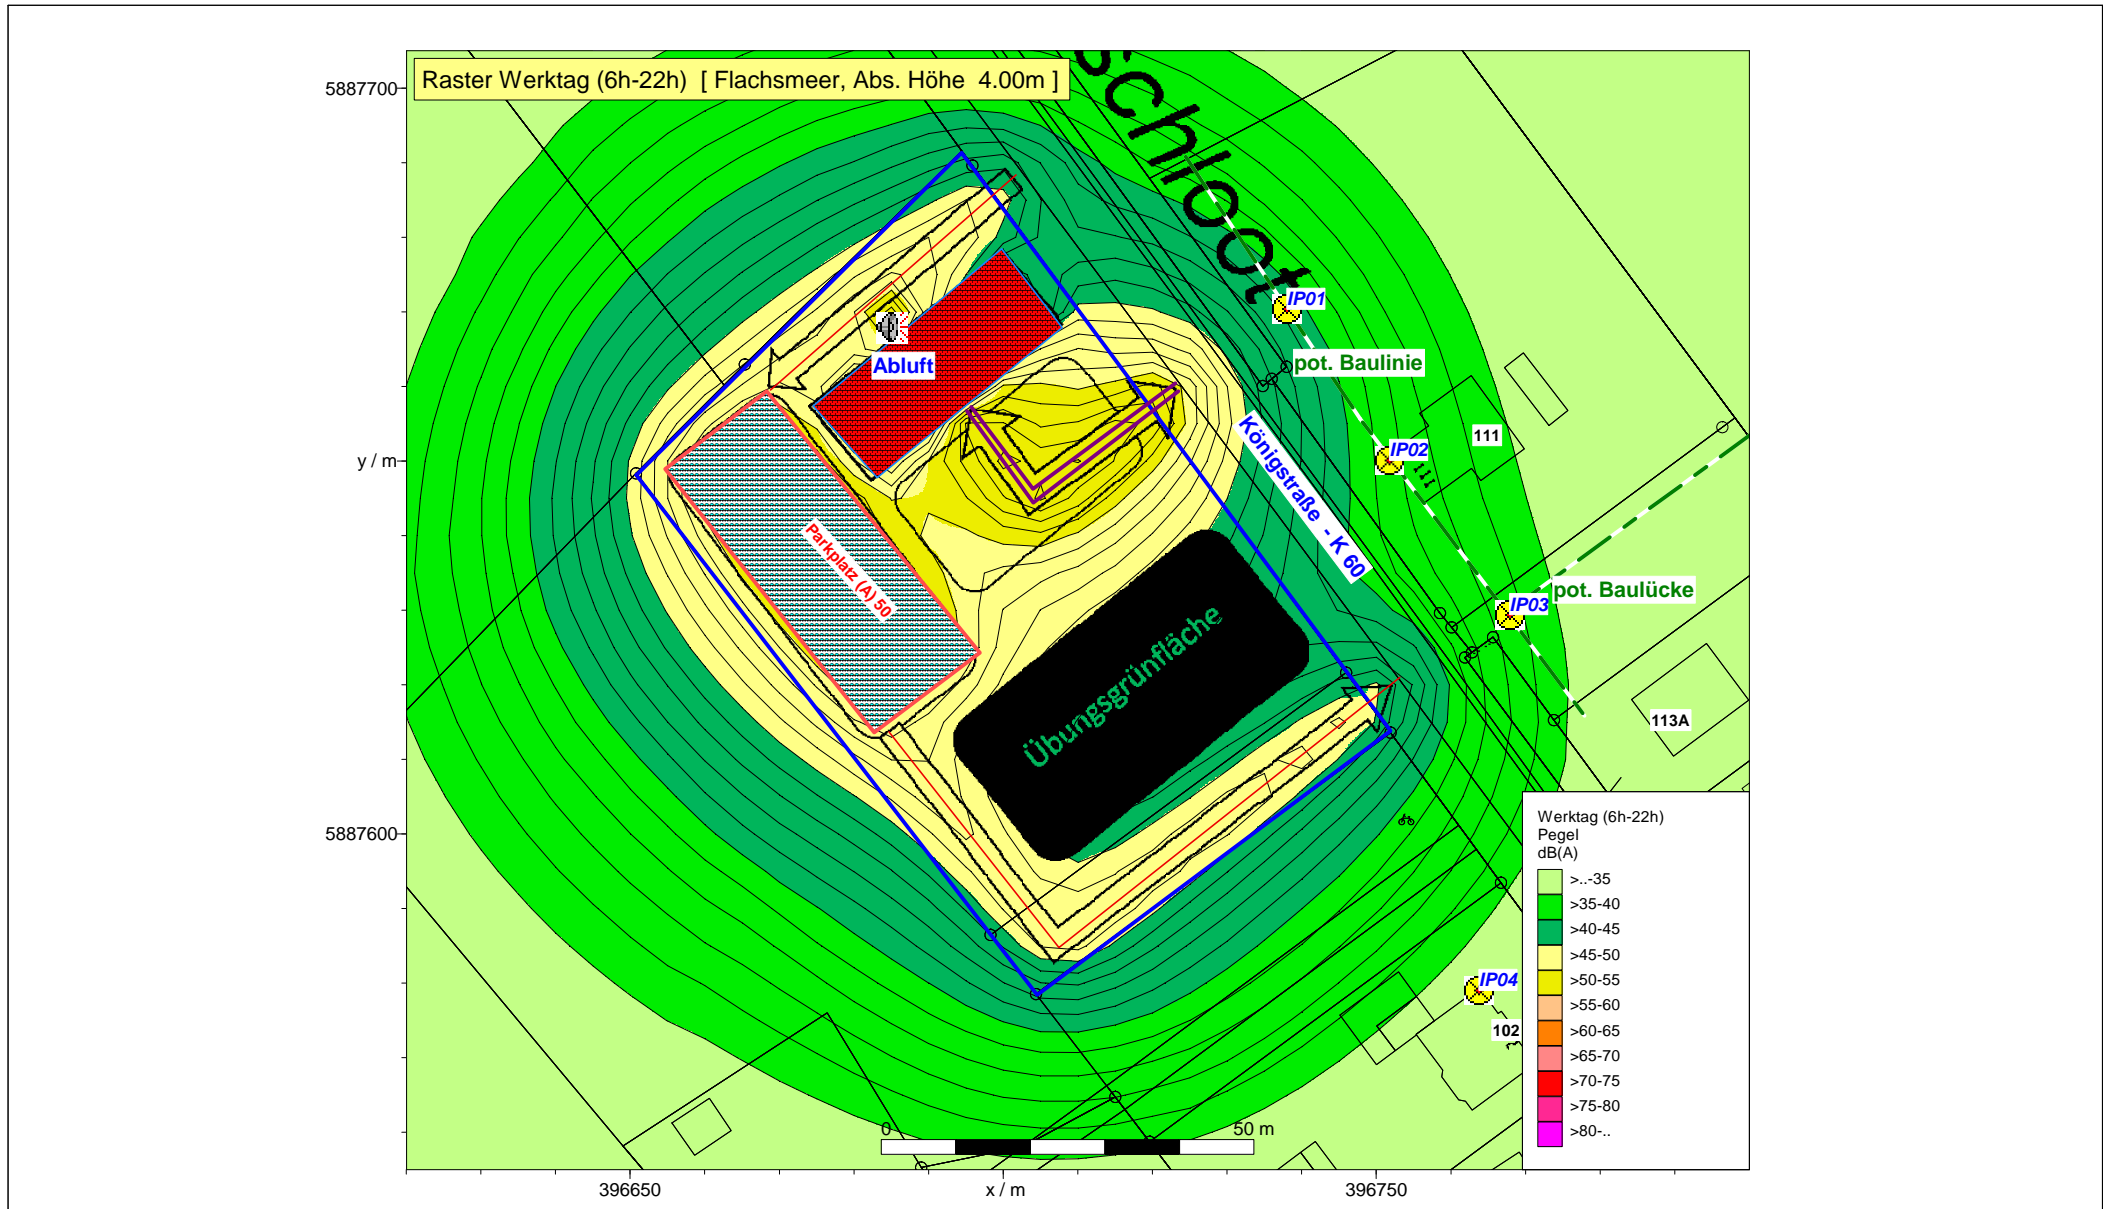 Raster Werktag (6h-22h) [ Flachsmeer, Abs. Höhe 4.00m ]
5887700
schloot
IP01
pot. Baulinie
Abluft
111
IP02
111
y / m
Königstraße - K 60
Parkplatz (A) 50
pot. Baulücke
IP03
Übungsgrünfläche
113A
5887600
IP04
102
Werktag (6h-22h)
Pegel
dB(A)
>..-35
>35-40
>40-45
>45-50
>50-55
>55-60
>60-65
>65-70
>70-75
>75-80
>80-..
0
50 m
396650
x / m
396750